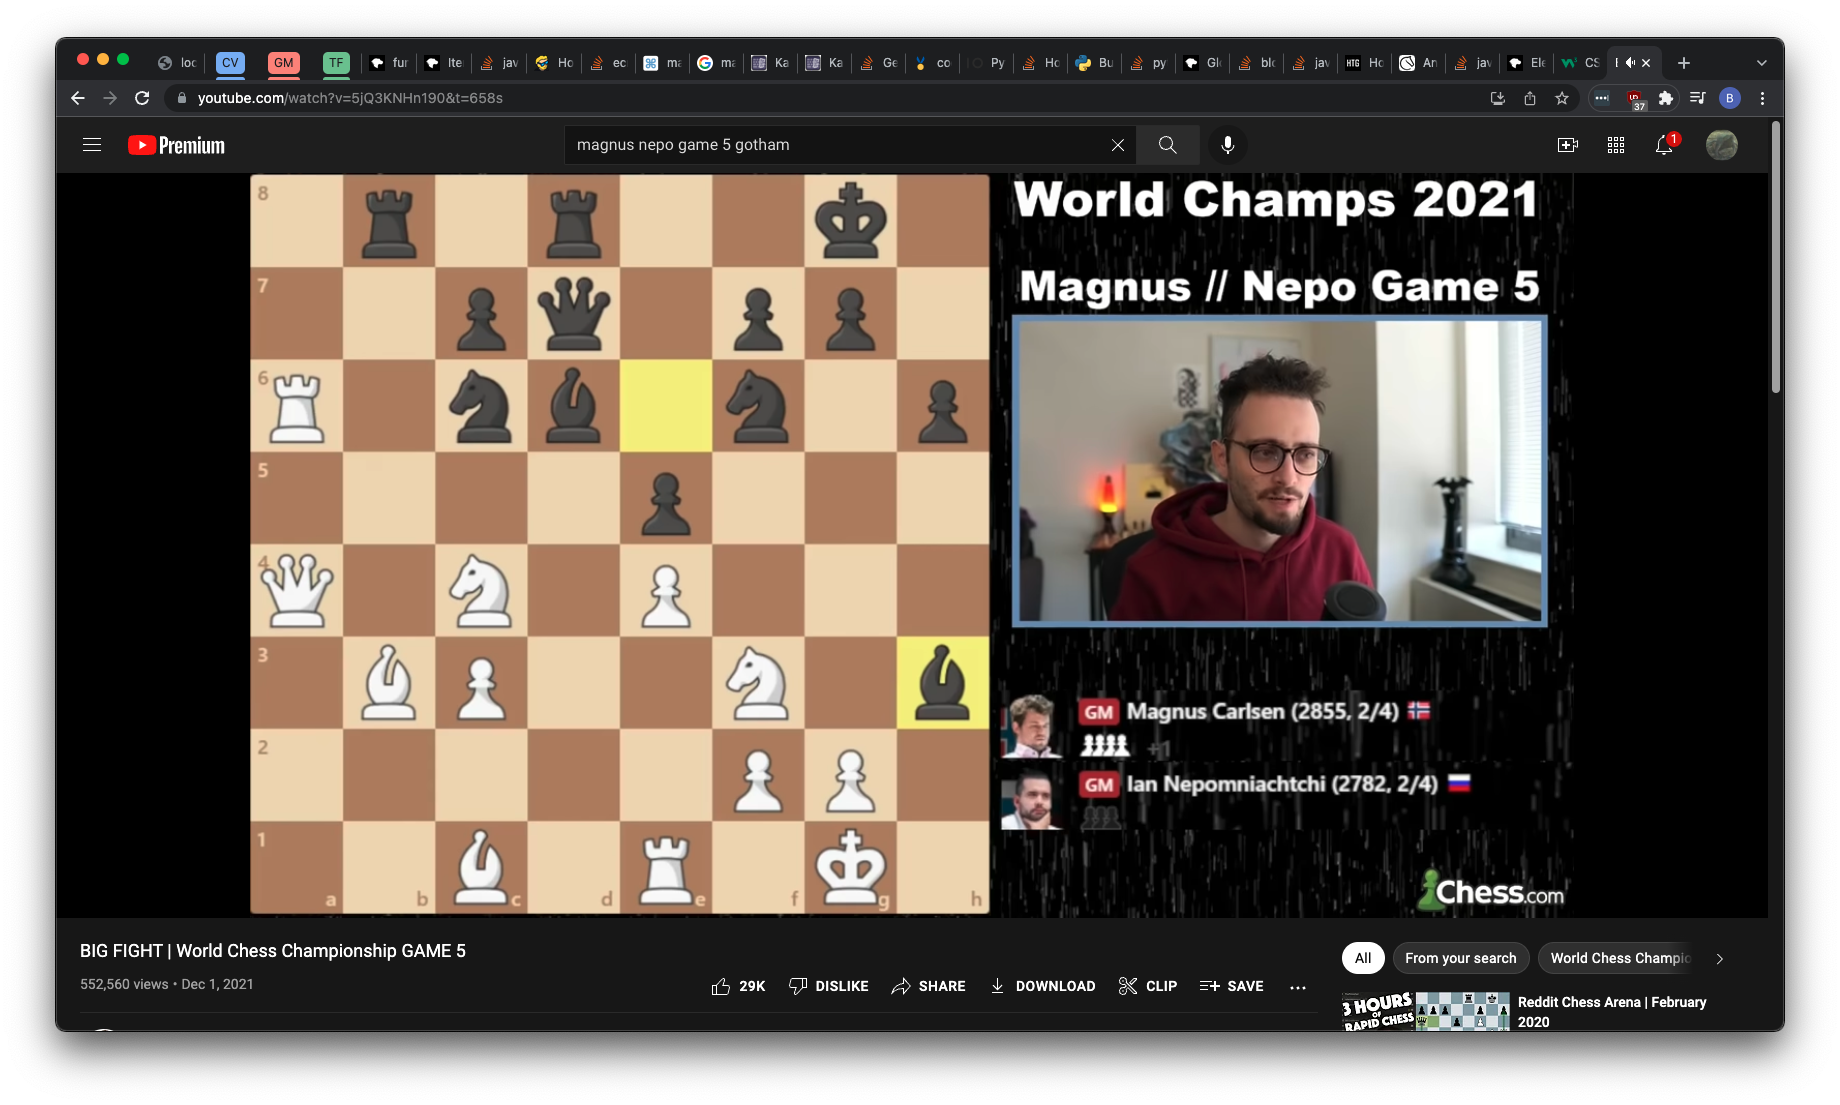 loc
CV
GM
TF
fur
Ite
jav
Ho
ec
ma
ma
Ka
Ka
Ge
co
Py
Ho
Bu
py
Gl
blo
jav
HTG Ho
An
jav
Ele
CS
youtube.com/watch?v=5jQ3KNHn190&t=658s
37
B
Premium
magnus nepo game 5 gotham
1
8
7
6
5
4
3
2
1
a b c d e f g h
World Champs 2021
Magnus // Nepo Game 5
GM Magnus Carlsen (2855, 2/4)
+1
GM Ian Nepomniachtchi (2782, 2/4)
Chess.com
BIG FIGHT | World Chess Championship GAME 5
552,560 views • Dec 1, 2021
29K DISLIKE SHARE DOWNLOAD CLIP SAVE
All From your search World Chess Champio
3 HOURS
OF
RAPID CHESS
Reddit Chess Arena | February
2020